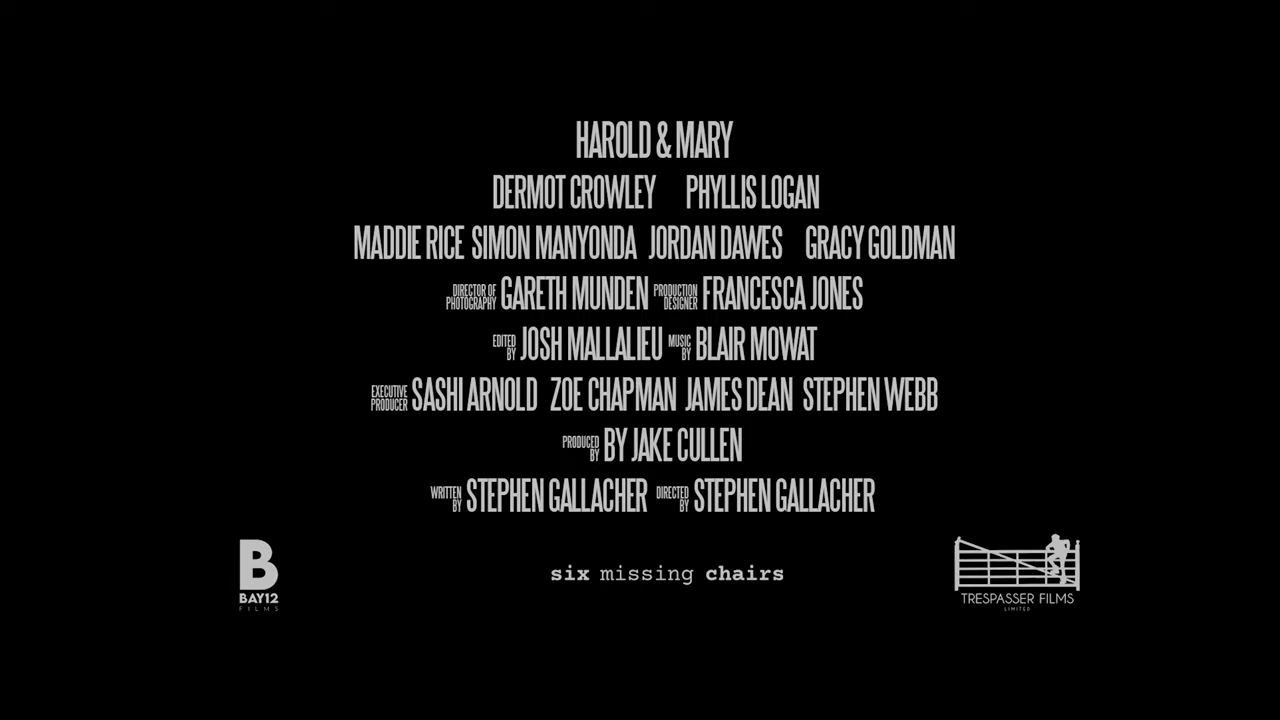 HAROLD & MARY
DERMOT CROWLEY PHYLLIS LOGAN
MADDIE RICE SIMON MANYONDA JORDAN DAWES GRACY GOLDMAN
DIRECTOR OF PHOTOGRAPHY GARETH MUNDEN PRODUCTION DESIGNER FRANCESCA JONES
EDITED BY JOSH MALLALIEU MUSIC BY BLAIR MOWAT
EXECUTIVE PRODUCER SASHI ARNOLD ZOE CHAPMAN JAMES DEAN STEPHEN WEBB
PRODUCED BY BY JAKE CULLEN
WRITTEN BY STEPHEN GALLACHER DIRECTED BY STEPHEN GALLACHER
B
BAY12
FILMS
six missing chairs
TRESPASSER FILMS
LIMITED